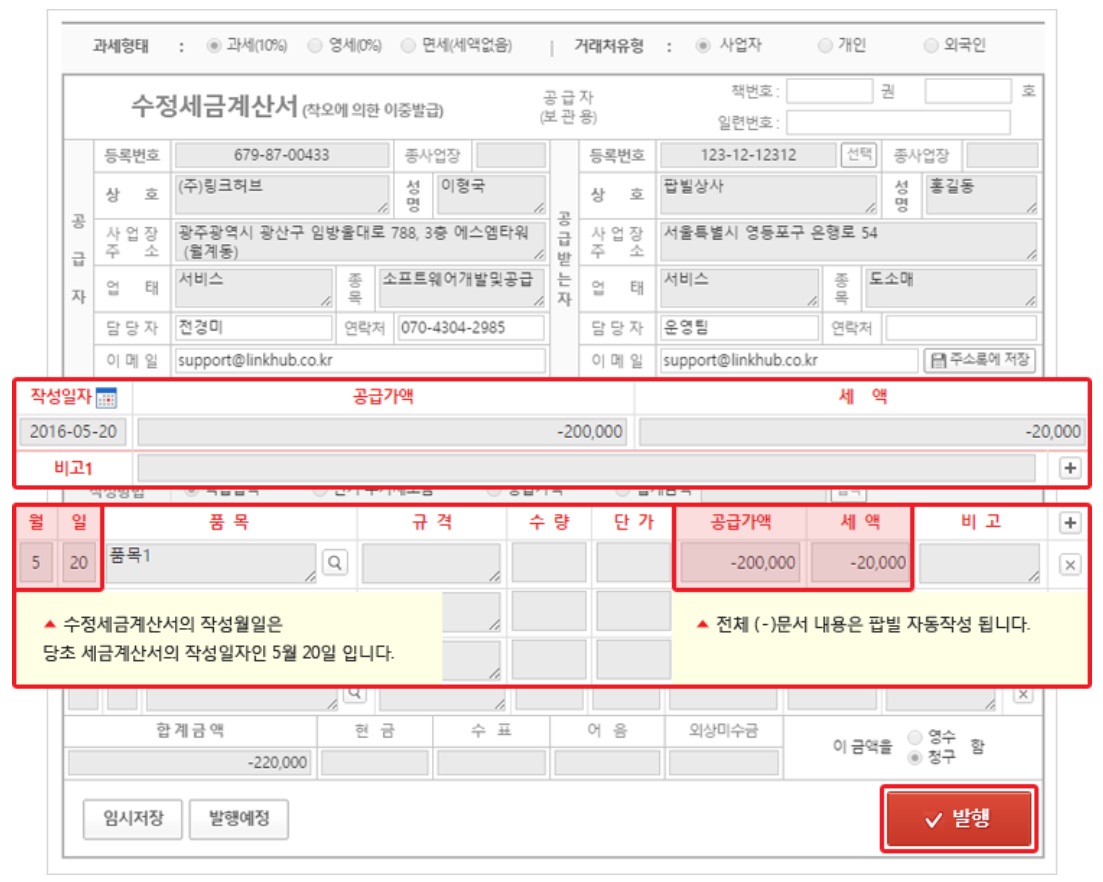 과세형태 : 과세(10%) 영세(0%) 면세(세액없음) | 거래처유형 : 사업자 개인 외국인
수정세금계산서 (착오에 의한 이중발급) 공급자 (보관용) 책번호 : 권 호
일련번호 :
공급자
등록번호 679-87-00433 종사업장
상 호 (주)링크허브 성명 이형국
사업장주소 광주광역시 광산구 임방울대로 788, 3층 에스엠타워
(월계동)
업 태 서비스 종목 소프트웨어개발및공급
담당자 전경미 연락처 070-4304-2985
이메일 support@linkhub.co.kr
공급받는자
등록번호 123-12-12312 선택 종사업장
상 호 팝빌상사 성명 홍길동
사업장주소 서울특별시 영등포구 은행로 54
업 태 서비스 종목 도소매
담당자 운영팀 연락처
이메일 support@linkhub.co.kr 주소록에 저장
작성일자 공급가액 세 액
2016-05-20 -200,000 -20,000
비고1
월 일 품 목 규 격 수 량 단 가 공급가액 세 액 비 고
5 20 품목1 -200,000 -20,000
▲ 수정세금계산서의 작성월일은
당초 세금계산서의 작성일자인 5월 20일 입니다.
▲ 전체 (-)문서 내용은 팝빌 자동작성 됩니다.
합계금액 현 금 수 표 어 음 외상미수금 이 금액을 영수 청구 함
-220,000
임시저장 발행예정 발행